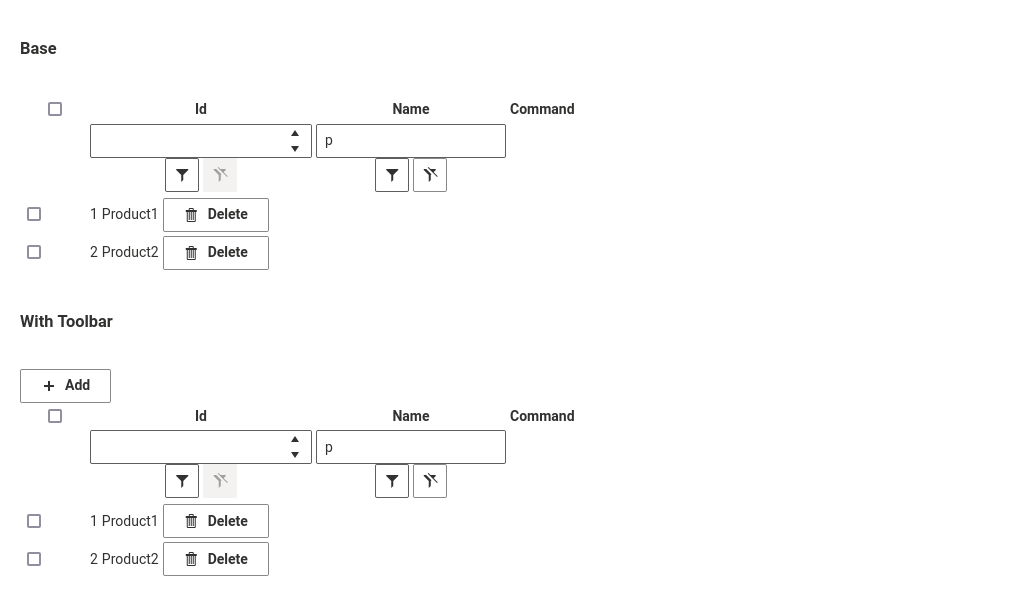 Base
Id Name Command
p
1 Product1 Delete
2 Product2 Delete
With Toolbar
Add
Id Name Command
p
1 Product1 Delete
2 Product2 Delete